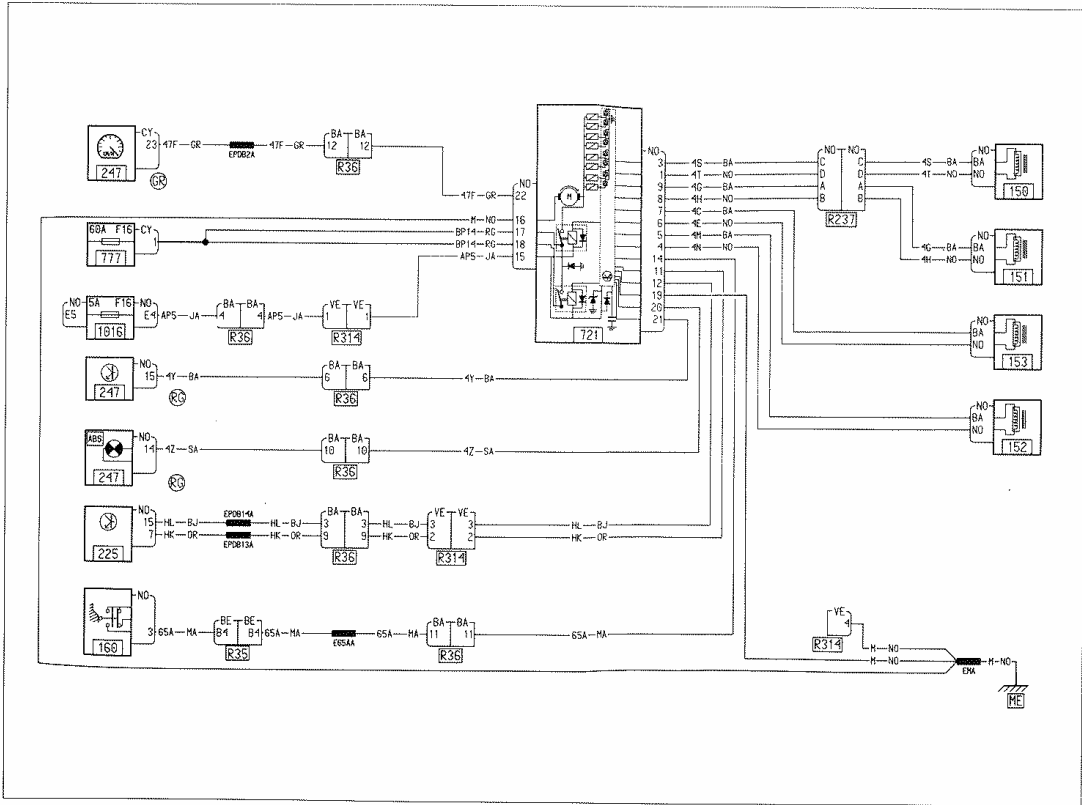 CY
23 47F-GR EPDB2A 47F-GR
BA BA
12 12
R36
247
GR
47F-GR
NO
22
16
17
18
15
M-NO
BP14-RG
BP14-RG
AP5-JA
60A F16
CY
1
777
NO 5A F16 NO
E5 E4 AP5-JA
1016
BA BA
4 4 AP5-JA
R36
VE VE
1 1
R314
NO
15 4Y-BA
247
RG
BA BA
6 6
R36
4Y-BA
ABS
NO
14 4Z-SA
247
RG
BA BA
10 10
R36
4Z-SA
NO
15 HL-BJ EPDB14A HL-BJ
7 HK-OR EPDB13A HK-OR
225
BA BA
3 3 HL-BJ
9 9 HK-OR
R36
VE VE
3 3 HL-BJ
2 2 HK-OR
R314
NO
3 65A-MA
160
BE BE
B4 B4 65A-MA E65AA 65A-MA
R35
BA BA
11 11 65A-MA
R36
M
721
NO
3 4S-BA
1 4T-NO
9 4G-BA
8 4H-NO
7 4C-BA
6 4E-NO
5 4M-BA
4 4N-NO
14
11
12
19
20
21
NO NO
C C 4S-BA
D D 4T-NO
A A
B B
R237
NO
BA
NO
150
4G-BA
4H-NO
NO
BA
NO
151
NO
BA
NO
153
NO
BA
NO
152
VE
4
R314
M-NO
M-NO
EMA
M-NO
ME